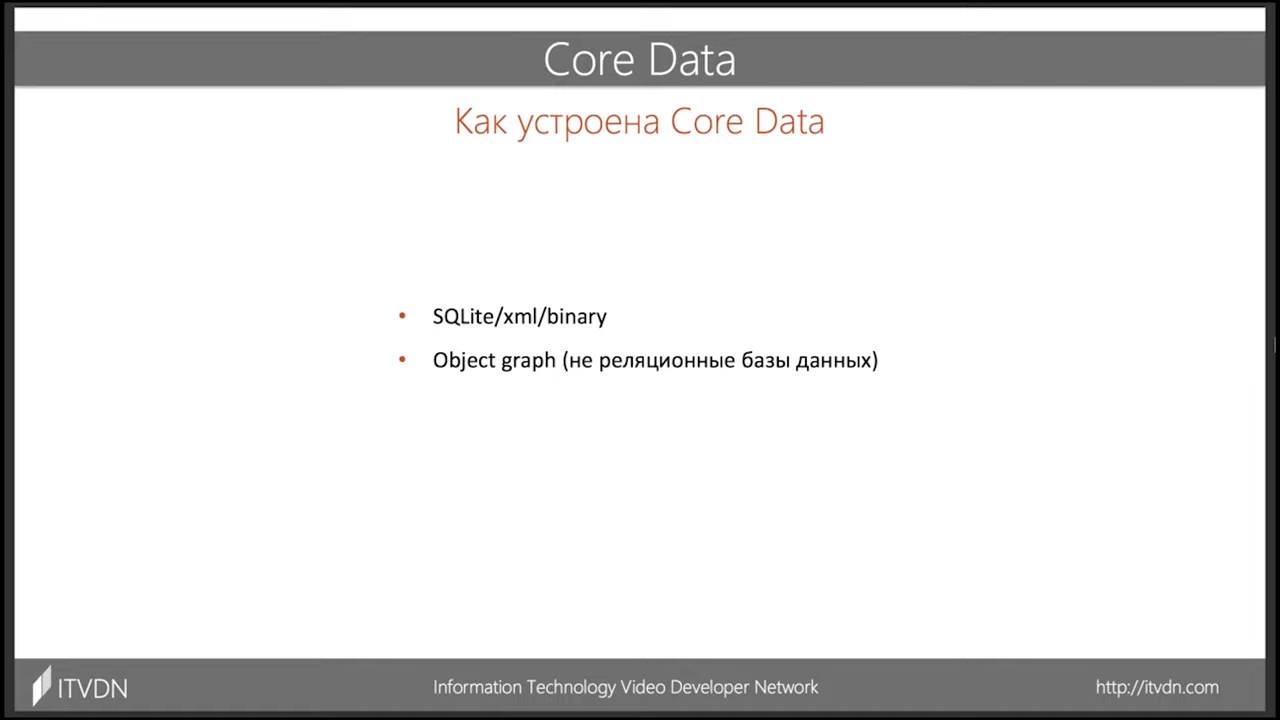 Core Data
Как устроена Core Data
• SQLite/xml/binary
• Object graph (не реляционные базы данных)
ITVDN
Information Technology Video Developer Network
http://itvdn.com